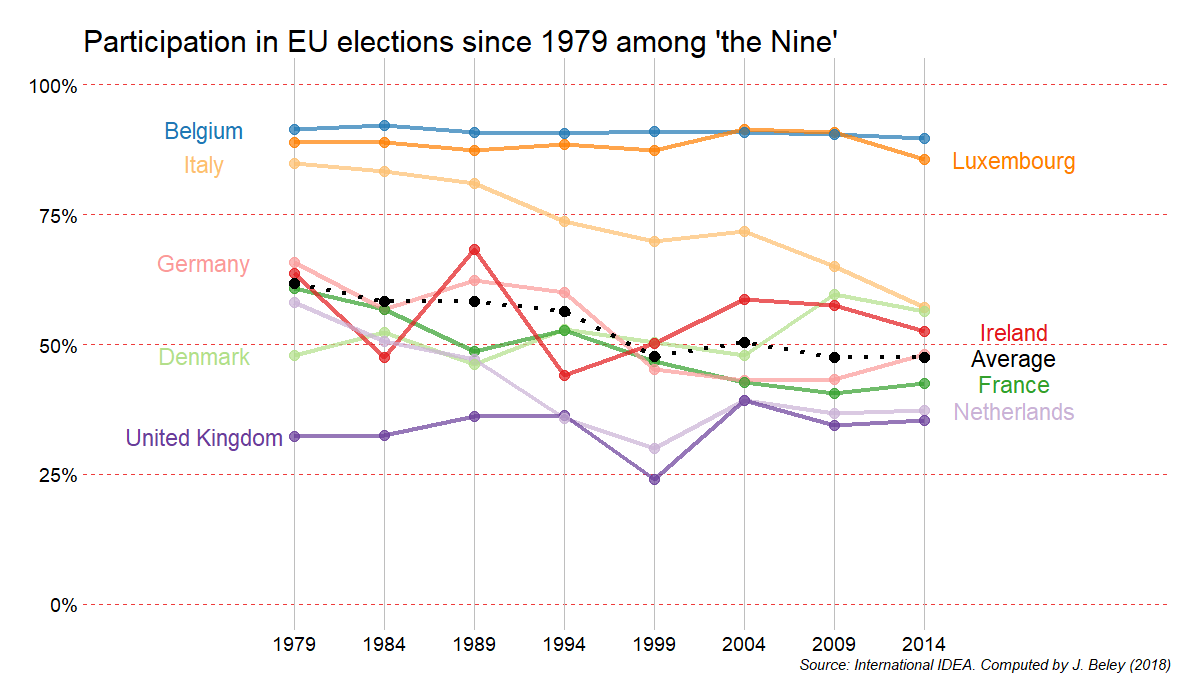 Participation in EU elections since 1979 among 'the Nine'
100%
Belgium
Italy
Luxembourg
75%
Germany
Ireland
50%
Denmark
Average
France
Netherlands
United Kingdom
25%
0%
1979 1984 1989 1994 1999 2004 2009 2014
Source: International IDEA. Computed by J. Beley (2018)